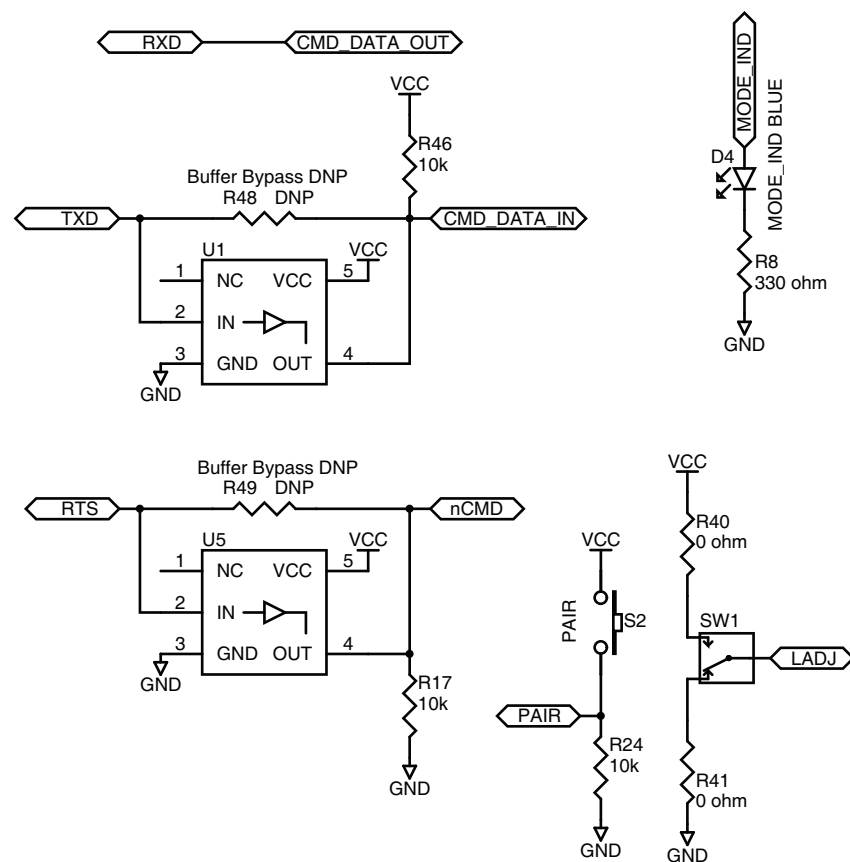 RXD
CMD_DATA_OUT
VCC
R46
10k
Buffer Bypass DNP
R48 DNP
TXD
CMD_DATA_IN
U1
VCC
1 NC VCC 5
2 IN
3 GND OUT 4
GND
MODE_IND
D4
MODE_IND BLUE
R8
330 ohm
GND
Buffer Bypass DNP
R49 DNP
RTS
nCMD
U5
VCC
1 NC VCC 5
2 IN
3 GND OUT 4
GND
R17
10k
GND
VCC
PAIR
S2
PAIR
R24
10k
GND
VCC
R40
0 ohm
SW1
LADJ
R41
0 ohm
GND